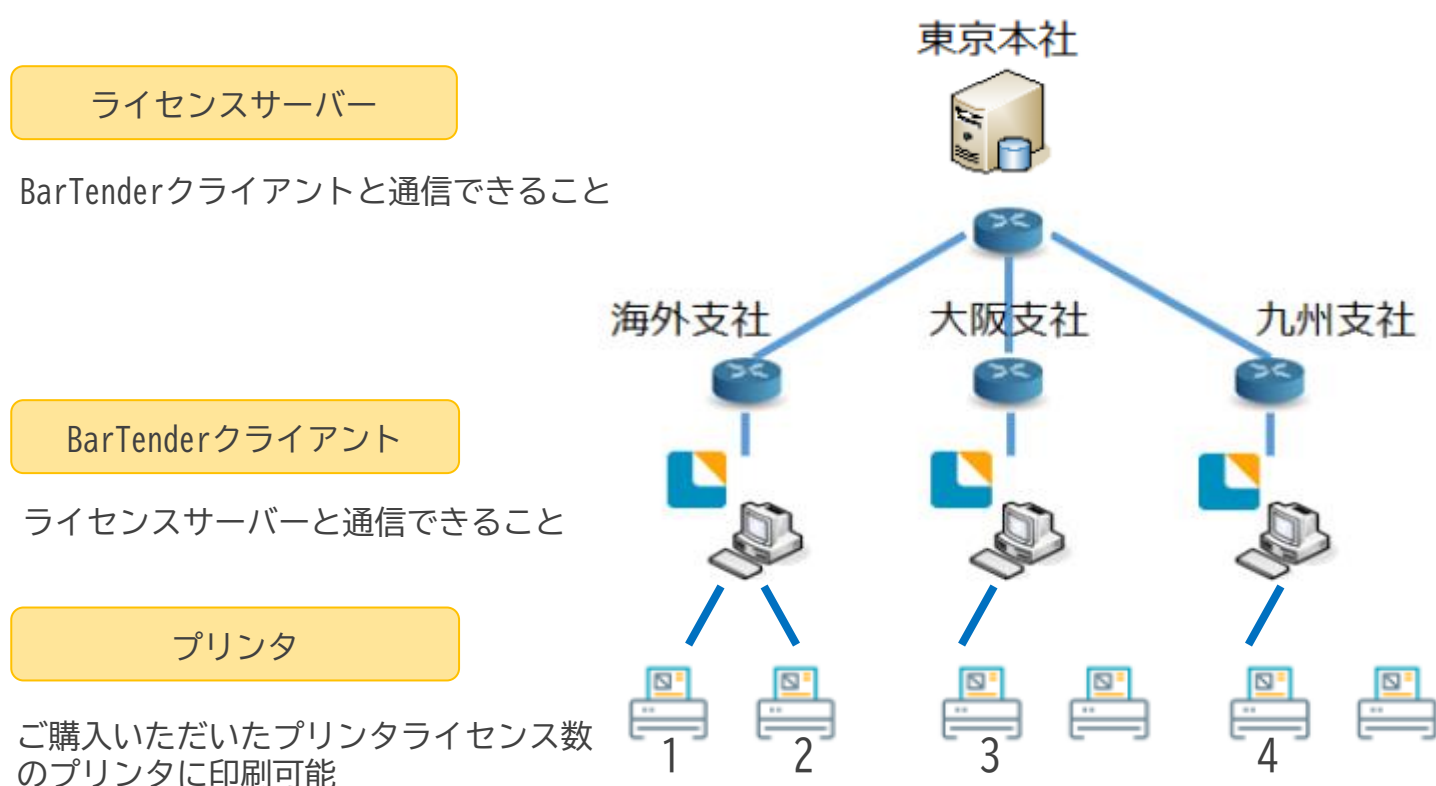 東京本社
ライセンスサーバー
BarTenderクライアントと通信できること
海外支社
大阪支社
九州支社
BarTenderクライアント
ライセンスサーバーと通信できること
プリンタ
ご購入いただいたプリンタライセンス数
のプリンタに印刷可能
1
2
3
4